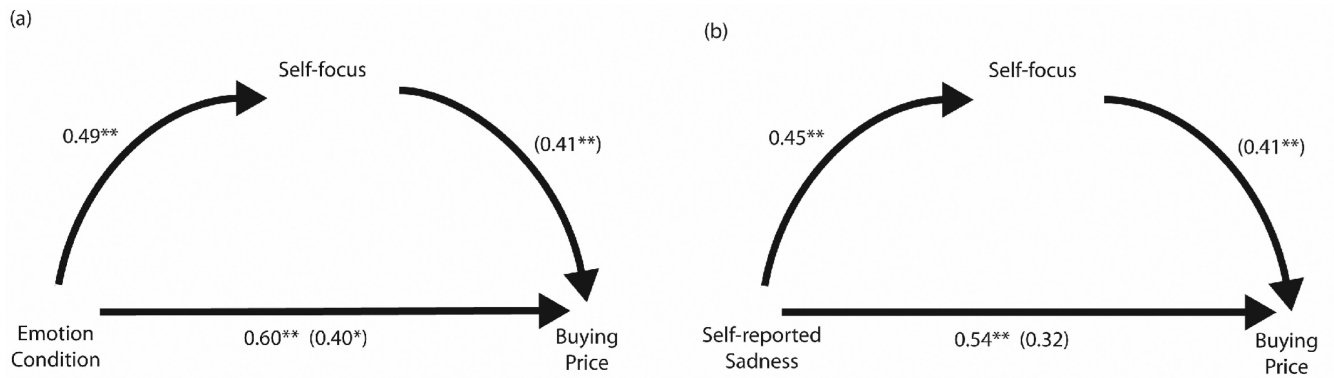 (a)
Self-focus
0.49**
(0.41**)
Emotion
Condition
0.60** (0.40*)
Buying
Price
(b)
Self-focus
0.45**
(0.41**)
Self-reported
Sadness
0.54** (0.32)
Buying
Price